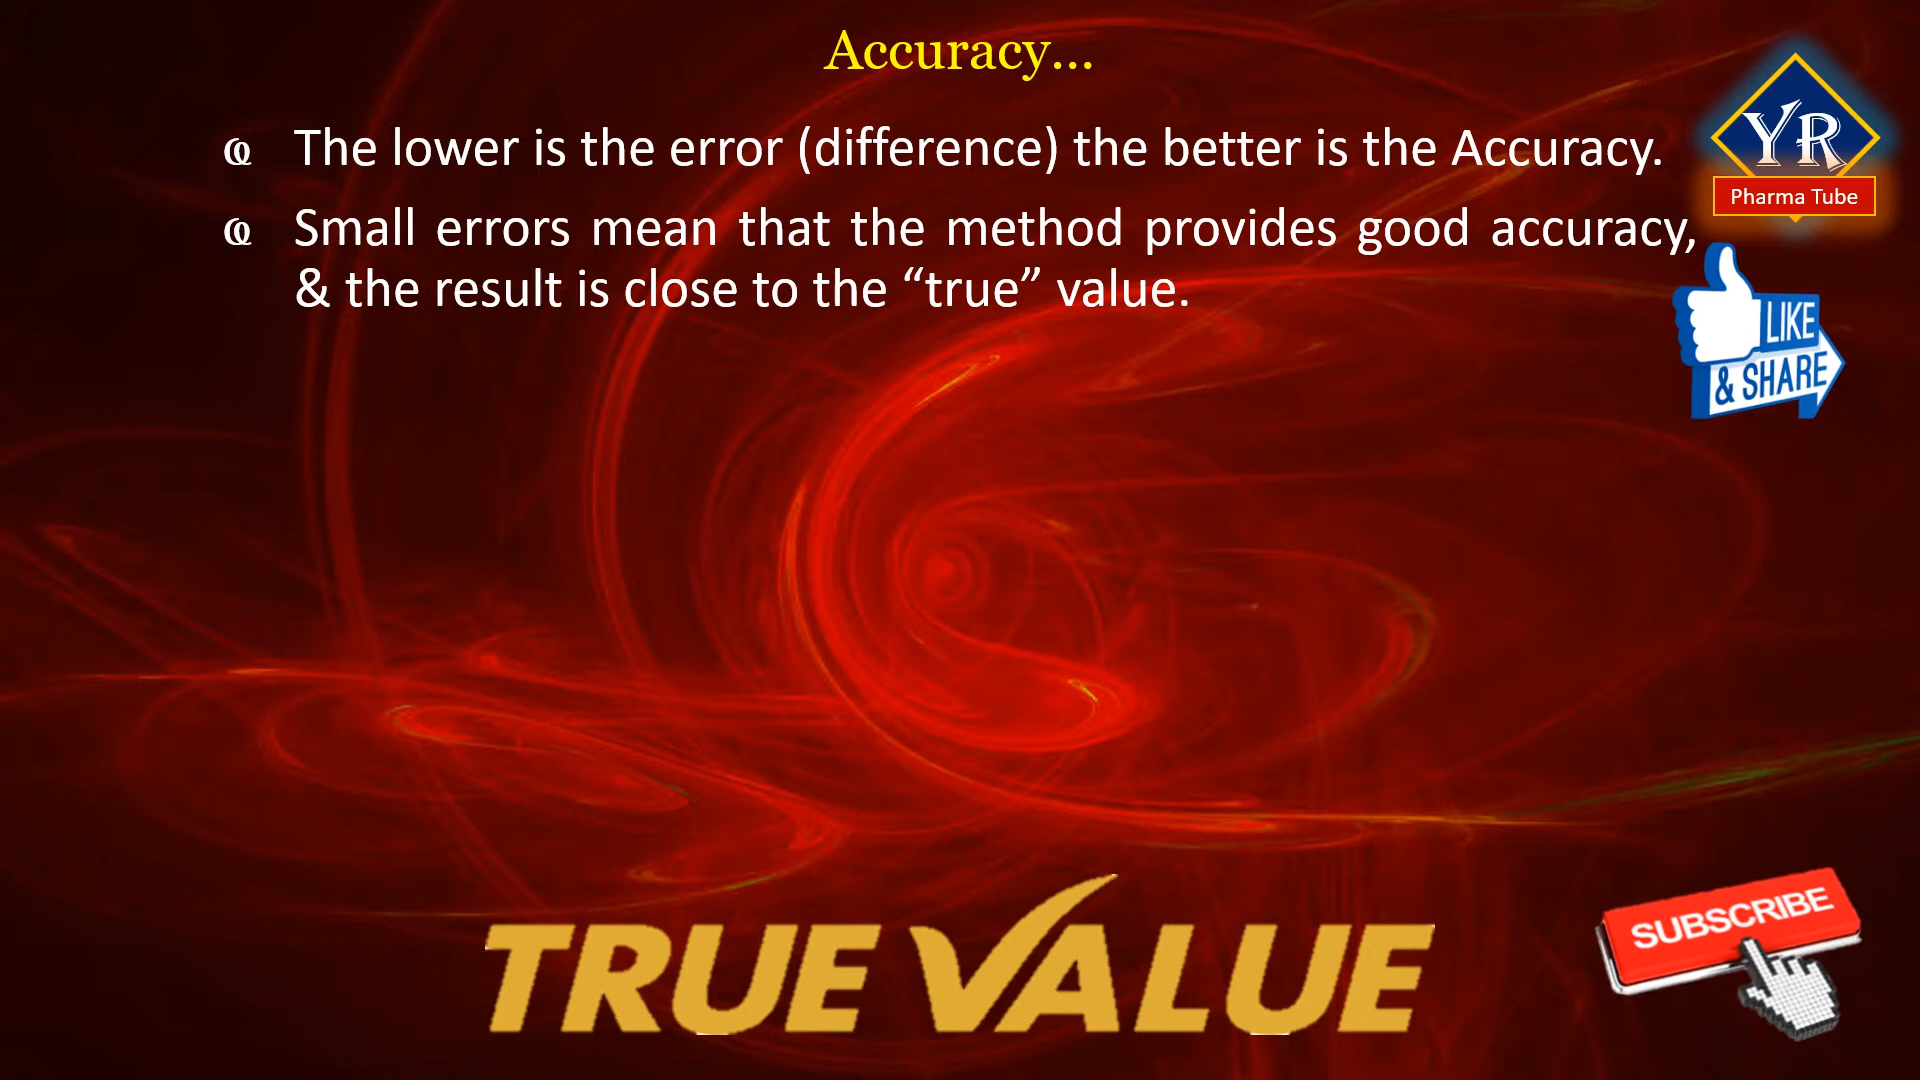 Accuracy...
The lower is the error (difference) the better is the Accuracy.
Small errors mean that the method provides good accuracy,
& the result is close to the “true” value.
YR
Pharma Tube
LIKE
& SHARE
TRUE VALUE
SUBSCRIBE